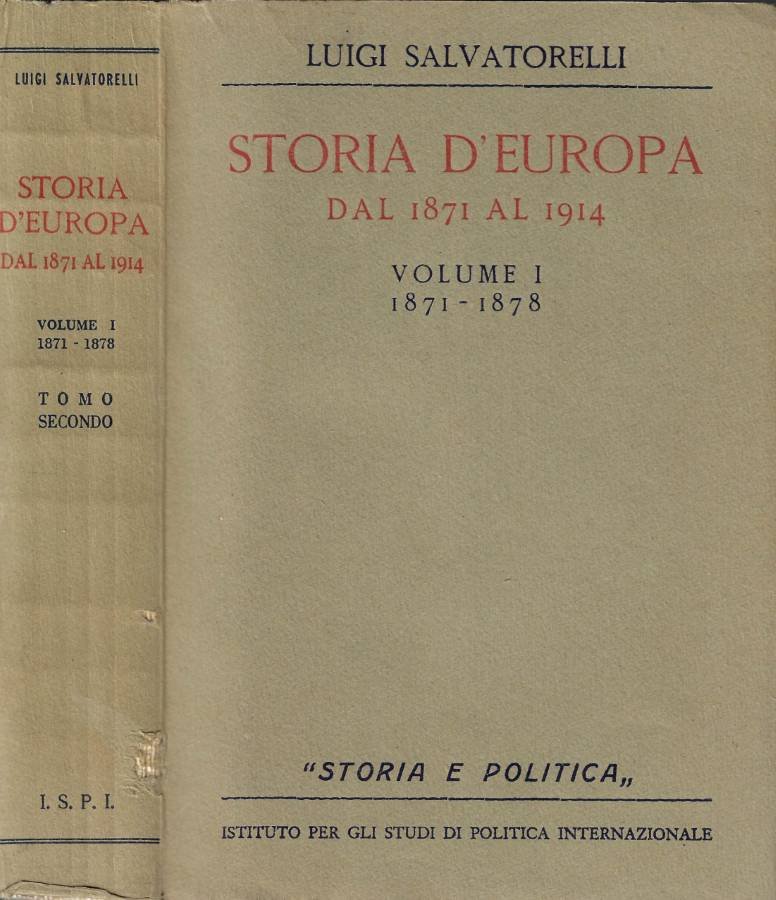 LUIGI SALVATORELLI
STORIA
D'EUROPA
DAL 1871 AL 1914
VOLUME I
1871 - 1878
TOMO
SECONDO
I. S. P. I.
LUIGI SALVATORELLI
STORIA D'EUROPA
DAL 1871 AL 1914
VOLUME I
1871 - 1878
"STORIA E POLITICA„
ISTITUTO PER GLI STUDI DI POLITICA INTERNAZIONALE